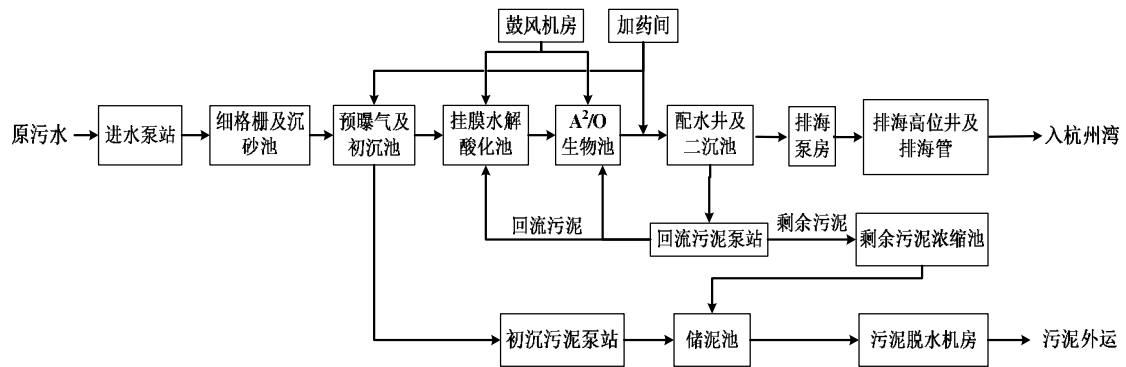 鼓风机房
加药间
原污水
进水泵站
细格栅及沉
砂池
预曝气及
初沉池
挂膜水解
酸化池
A²/O
生物池
配水井及
二沉池
排海
泵房
排海高位井及
排海管
入杭州湾
回流污泥
回流污泥泵站
剩余污泥
剩余污泥浓缩池
初沉污泥泵站
储泥池
污泥脱水机房
污泥外运